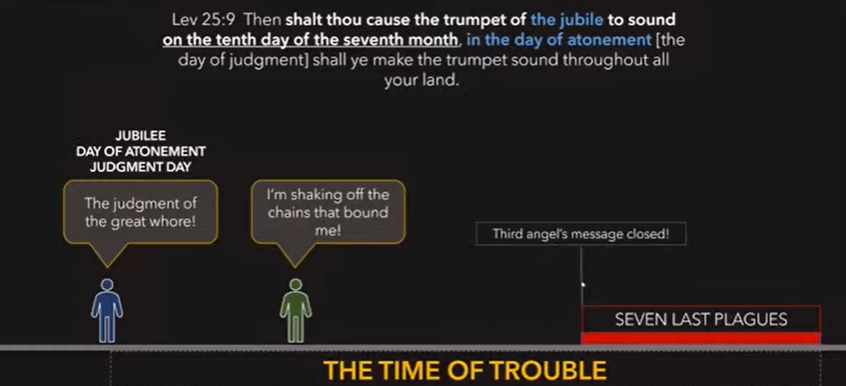 Lev 25:9 Then shalt thou cause the trumpet of the jubile to sound
on the tenth day of the seventh month, in the day of atonement [the
day of judgment] shall ye make the trumpet sound throughout all
your land.
JUBILEE
DAY OF ATONEMENT
JUDGMENT DAY
The judgment of
the great whore!
I'm shaking off the
chains that bound
me!
Third angel's message closed!
SEVEN LAST PLAGUES
THE TIME OF TROUBLE